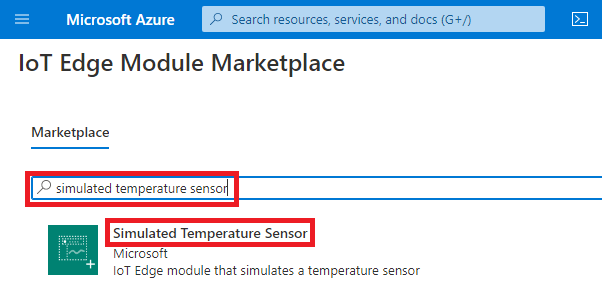 Microsoft Azure
Search resources, services, and docs (G+/)
IoT Edge Module Marketplace
Marketplace
simulated temperature sensor
Simulated Temperature Sensor
Microsoft
IoT Edge module that simulates a temperature sensor